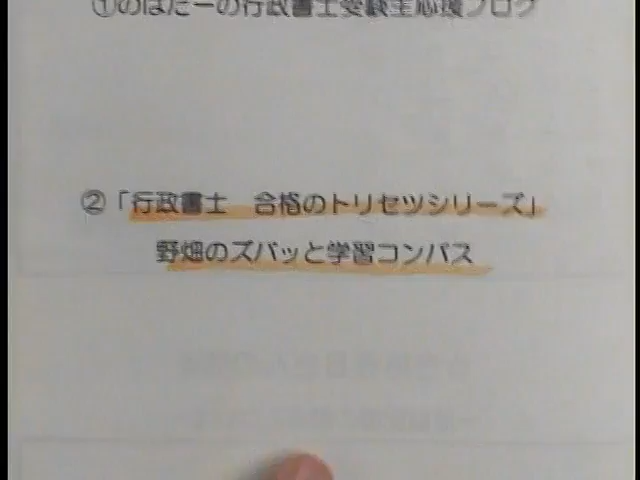 ①のばたーの行政書士受験生応援ブログ
②「行政書士 合格のトリセツシリーズ」
野畑のズバッと学習コンパス